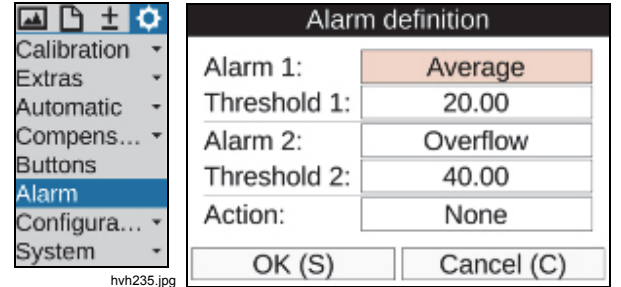 Calibration
Extras
Automatic
Compens...
Buttons
Alarm
Configura...
System
hvh235.jpg
Alarm definition
Alarm 1: Average
Threshold 1: 20.00
Alarm 2: Overflow
Threshold 2: 40.00
Action: None
OK (S) Cancel (C)